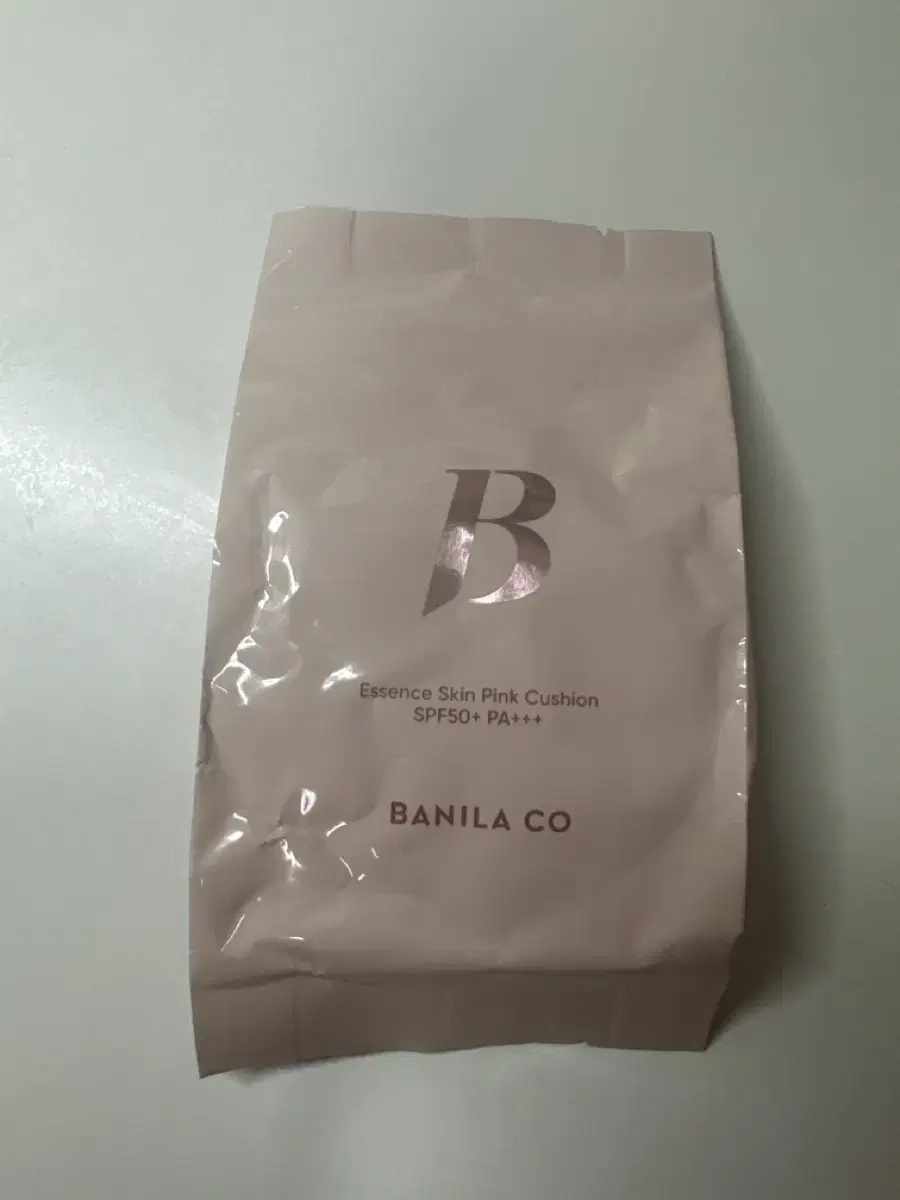 B
Essence Skin Pink Cushion
SPF50+ PA+++
BANILA CO